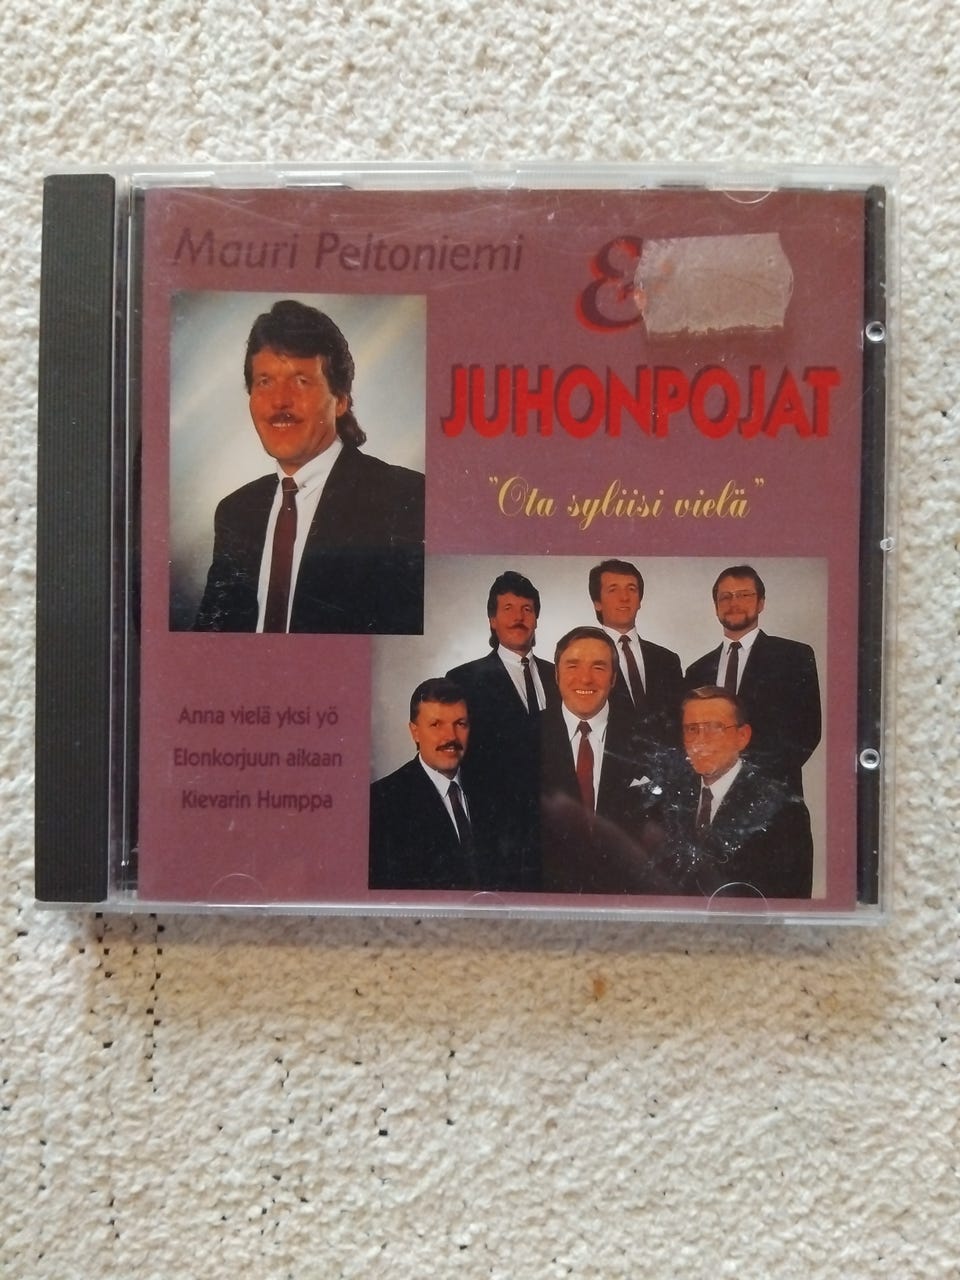 Mauri Peltoniemi
&
JUHONPOJAT
"Ota syliisi vielä"
Anna vielä yksi yö
Elonkorjuun aikaan
Kievarin Humppa